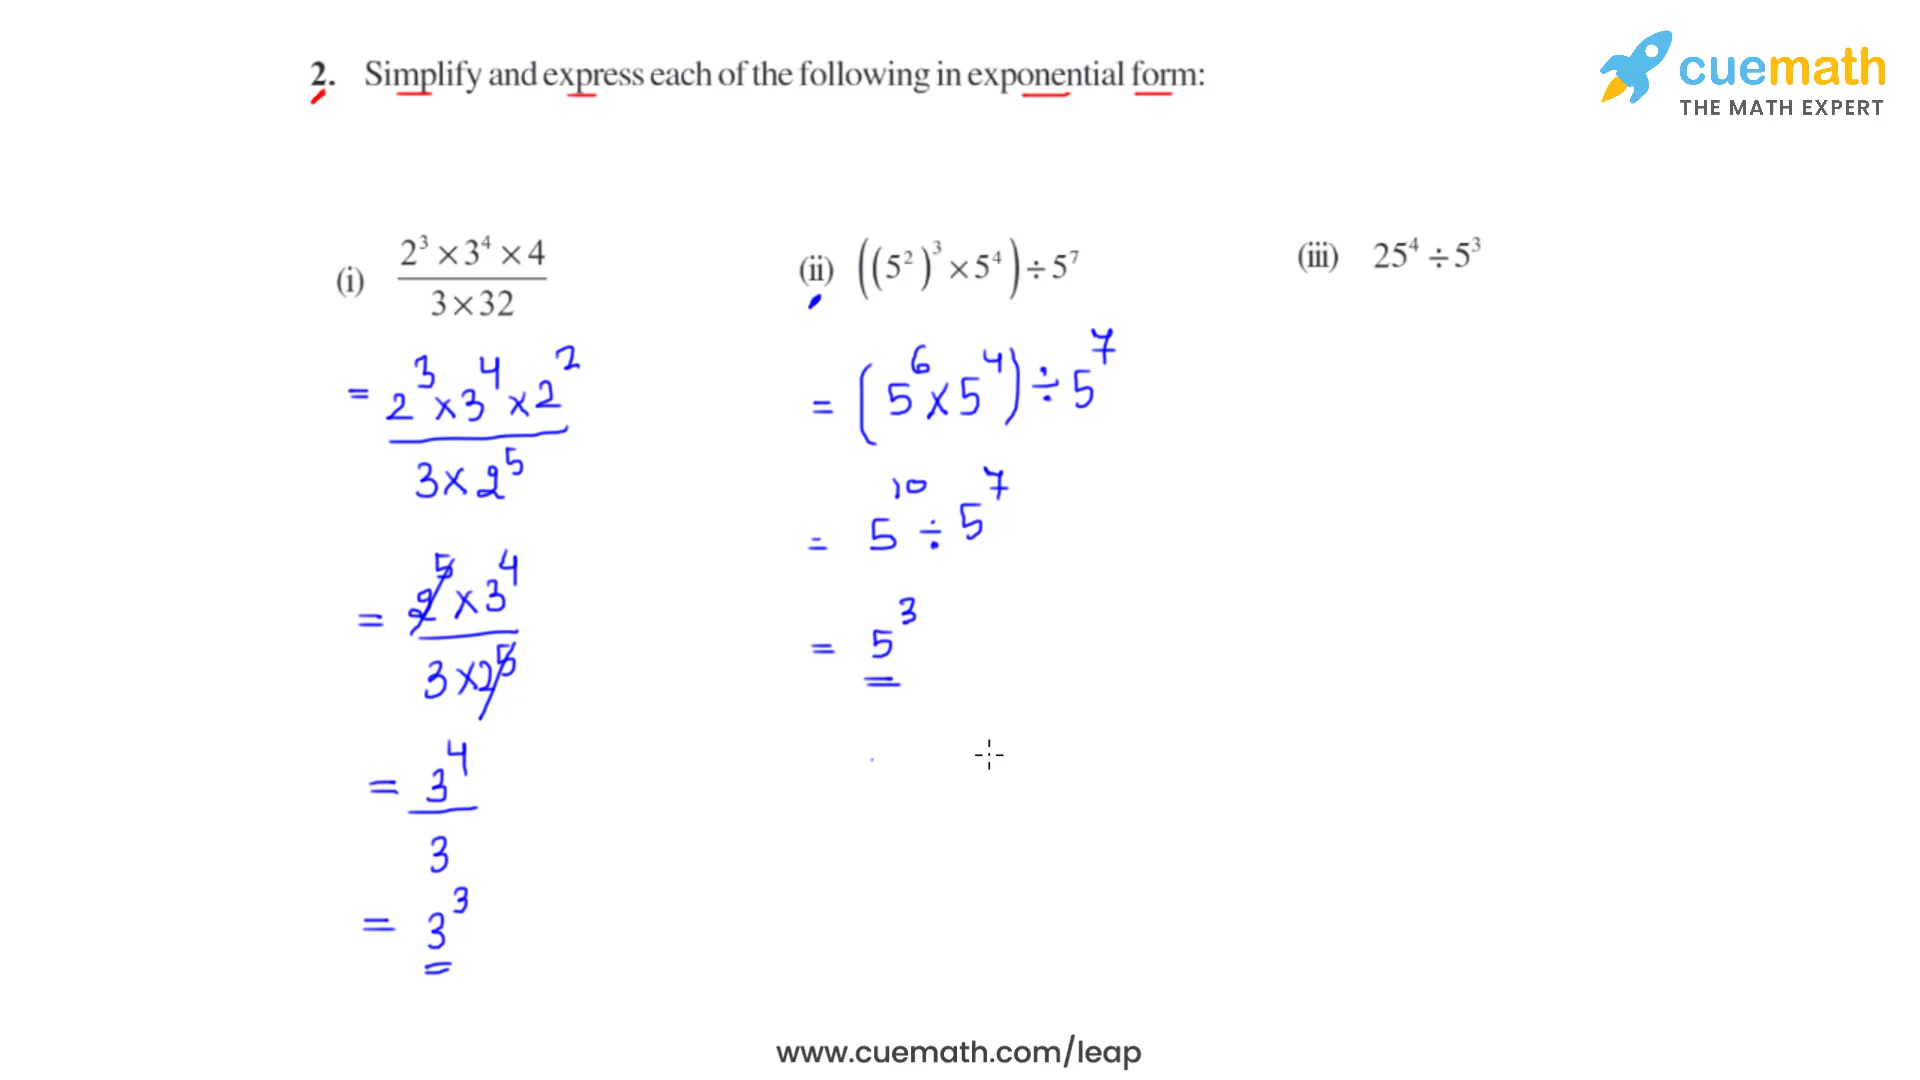 2. Simplify and express each of the following in exponential form:
cuemath
THE MATH EXPERT
(i) (2³ × 3⁴ × 4) / (3 × 32)
= (2³ × 3⁴ × 2²) / (3 × 2⁵)
= (2⁵ × 3⁴) / (3 × 2⁵)
= 3⁴ / 3
= 3³
(ii) ((5²)³ × 5⁴) ÷ 5⁷
= (5⁶ × 5⁴) ÷ 5⁷
= 5¹⁰ ÷ 5⁷
= 5³
(iii) 25⁴ ÷ 5³
www.cuemath.com/leap